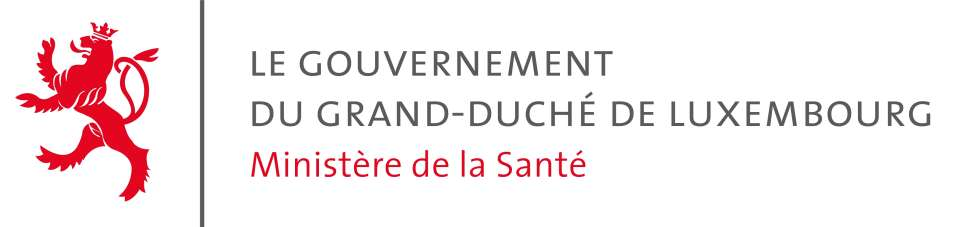 LE GOUVERNEMENT
DU GRAND-DUCHÉ DE LUXEMBOURG
Ministère de la Santé